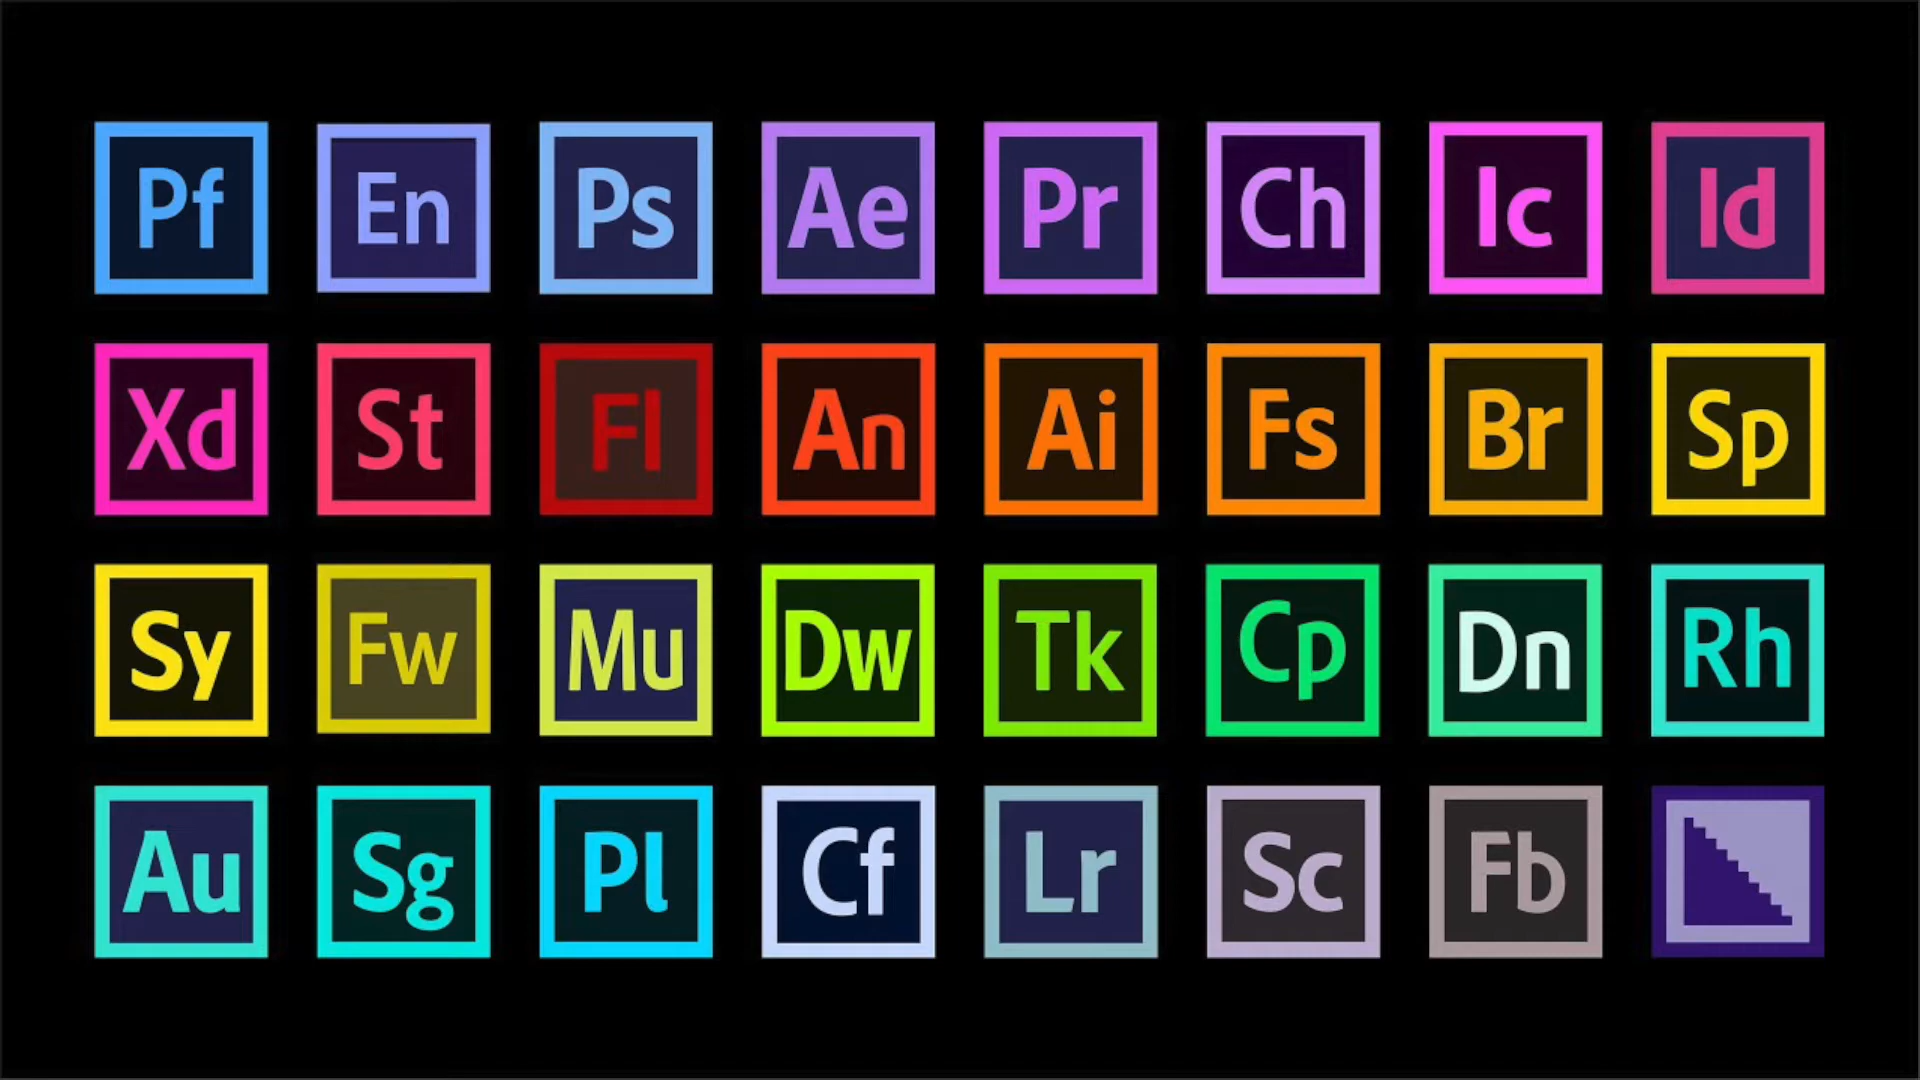 Pf En Ps Ae Pr Ch Ic Id
Xd St Fl An Ai Fs Br Sp
Sy Fw Mu Dw Tk Cp Dn Rh
Au Sg Pl Cf Lr Sc Fb